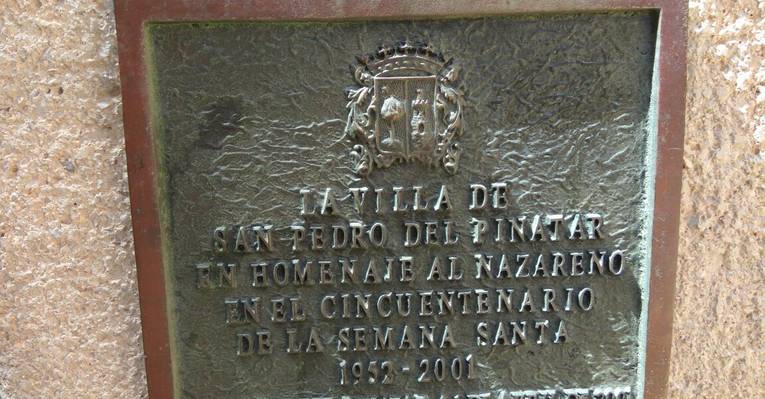 LA VILLA DE
SAN PEDRO DEL PINATAR
EN HOMENAJE AL NAZARENO
EN EL CINCUENTENARIO
DE LA SEMANA SANTA
1952-2001